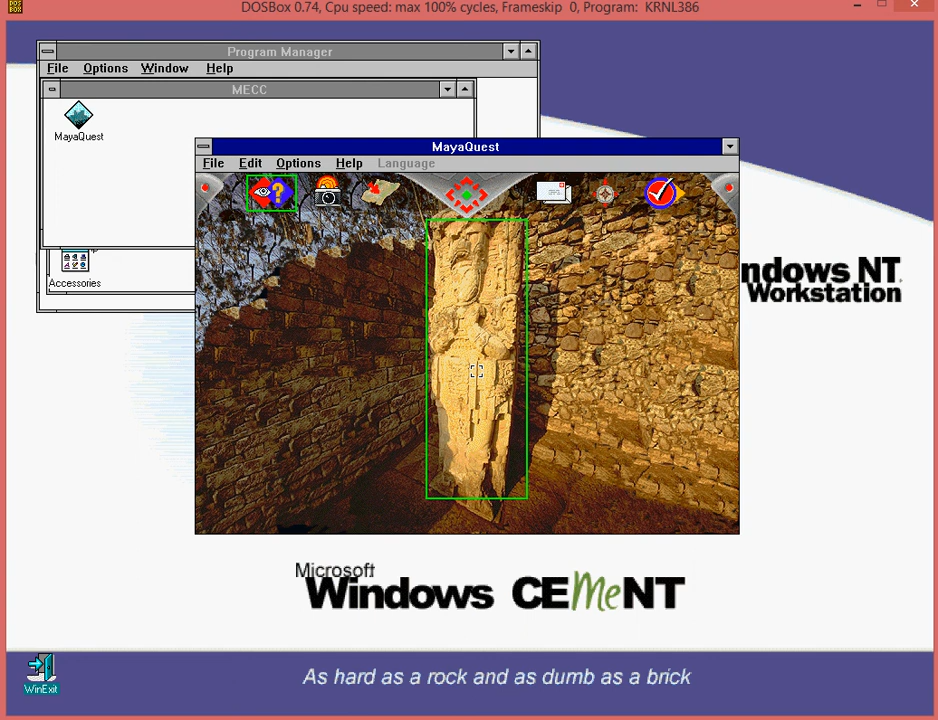 DOSBox 0.74, Cpu speed: max 100% cycles, Frameskip 0, Program: KRNL386
Program Manager
File Options Window Help
MECC
MayaQuest
MayaQuest
File Edit Options Help Language
Accessories
ndows NT
Workstation
Microsoft
Windows CEMeNT
WinExit
As hard as a rock and as dumb as a brick